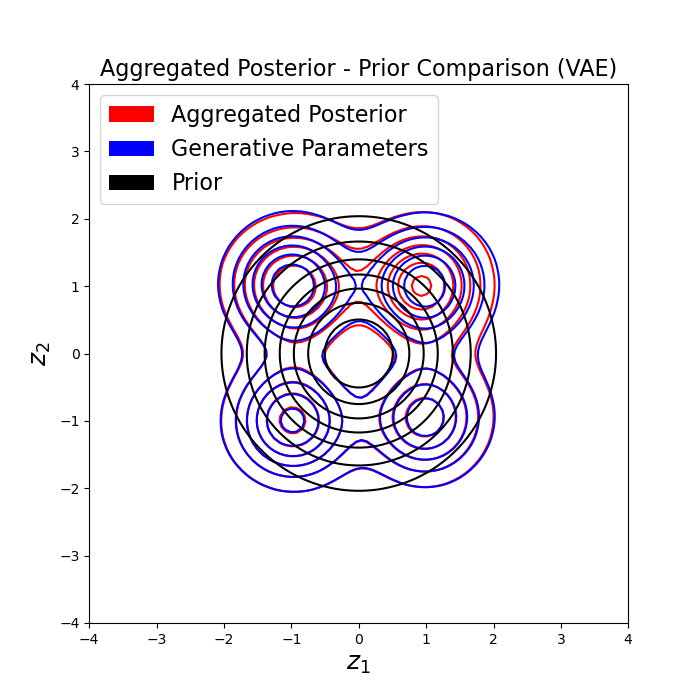 Aggregated Posterior - Prior Comparison (VAE)
Aggregated Posterior
Generative Parameters
Prior
4
3
2
1
0
−1
−2
−3
−4
z2
−4 −3 −2 −1 0 1 2 3 4
z1